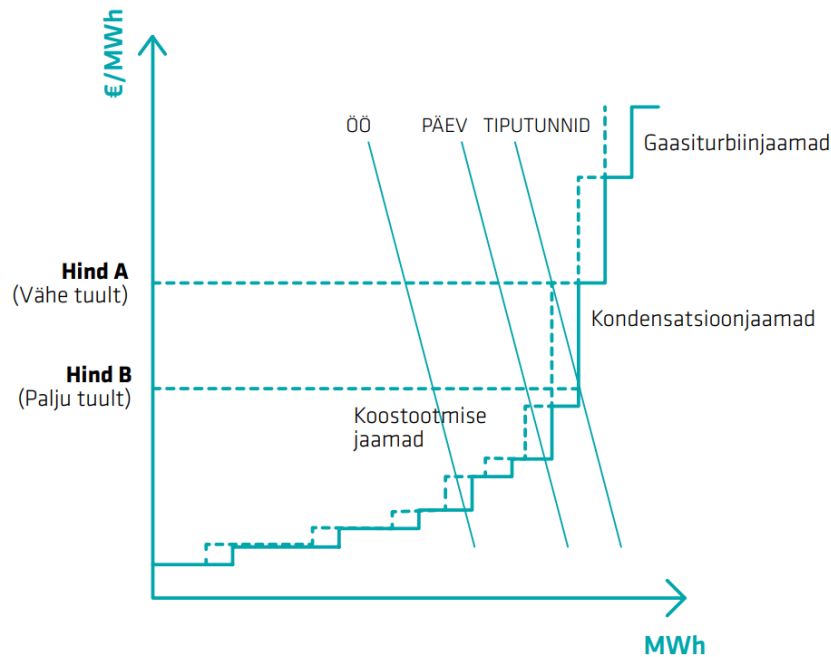 €/MWh
ÖÖ
PÄEV
TIPUTUNNID
Gaasiturbiinjaamad
Hind A
(Vähe tuult)
Kondensatsioonjaamad
Hind B
(Palju tuult)
Koostootmise
jaamad
MWh